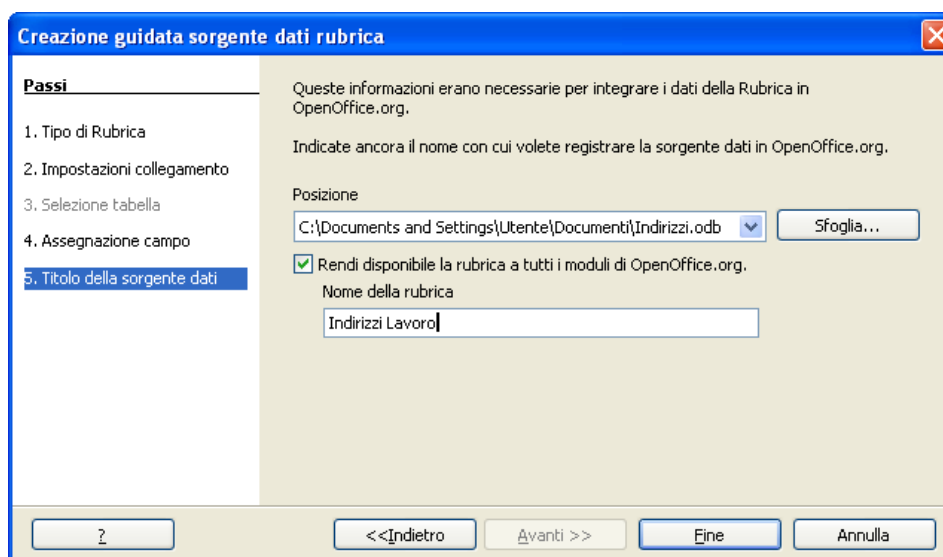 Creazione guidata sorgente dati rubrica
Passi
1. Tipo di Rubrica
2. Impostazioni collegamento
3. Selezione tabella
4. Assegnazione campo
5. Titolo della sorgente dati
Queste informazioni erano necessarie per integrare i dati della Rubrica in
OpenOffice.org.
Indicate ancora il nome con cui volete registrare la sorgente dati in OpenOffice.org.
Posizione
C:\Documents and Settings\Utente\Documenti\Indirizzi.odb
Sfoglia...
Rendi disponibile la rubrica a tutti i moduli di OpenOffice.org.
Nome della rubrica
Indirizzi Lavoro
?
<<Indietro
Avanti >>
Fine
Annulla